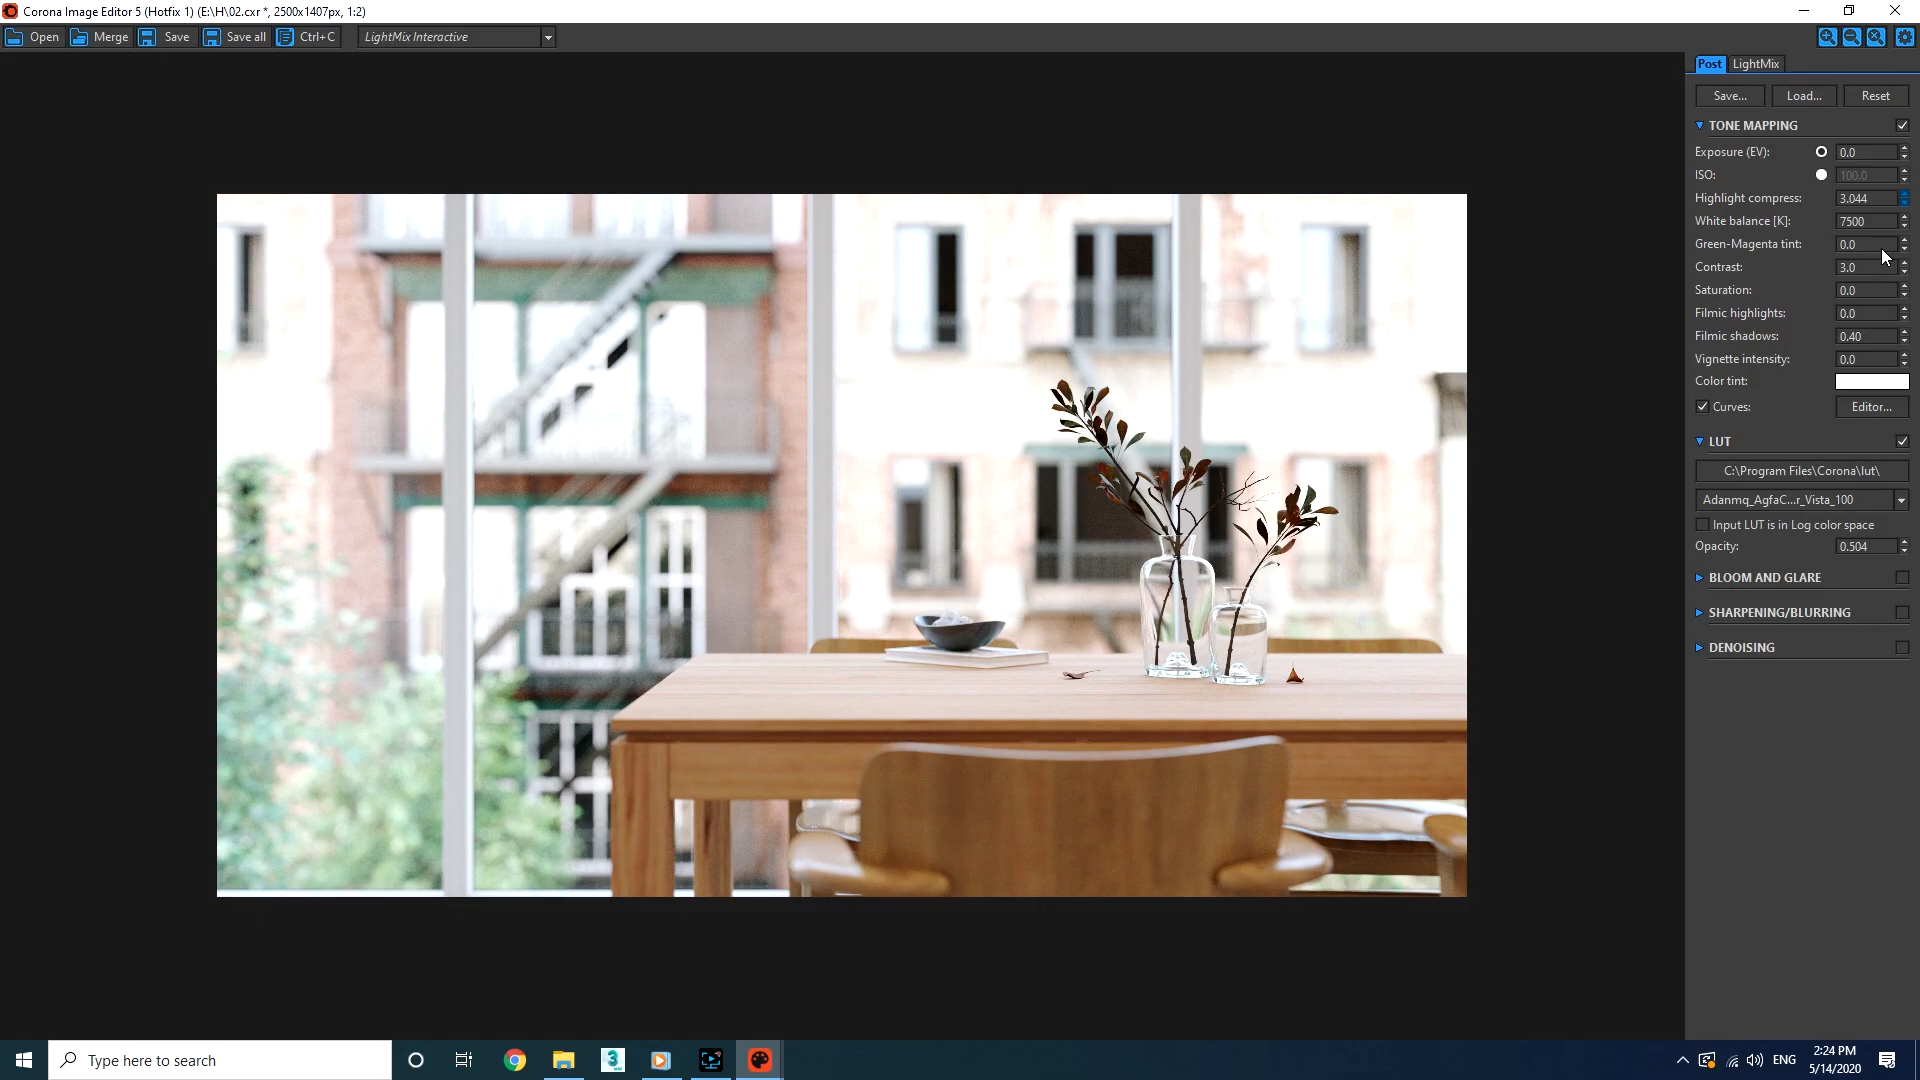 Corona Image Editor 5 (Hotfix 1) (E:\H\02.cxr *, 2500x1407px, 1:2)
Open Merge Save Save all Ctrl+C LightMix Interactive
Post LightMix
Save... Load... Reset
TONE MAPPING
Exposure (EV): 0.0
ISO: 100.0
Highlight compress: 3.044
White balance [K]: 7500
Green-Magenta tint: 0.0
Contrast: 3.0
Saturation: 0.0
Filmic highlights: 0.0
Filmic shadows: 0.40
Vignette intensity: 0.0
Color tint:
Curves: Editor...
LUT
C:\Program Files\Corona\lut\
Adanmq_AgfaC...r_Vista_100
Input LUT is in Log color space
Opacity: 0.504
BLOOM AND GLARE
SHARPENING/BLURRING
DENOISING
Type here to search
3
ENG
2:24 PM
5/14/2020